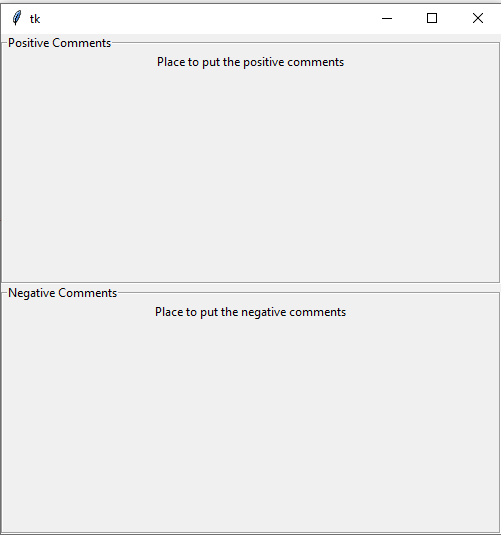 tk
Positive Comments
Place to put the positive comments
Negative Comments
Place to put the negative comments